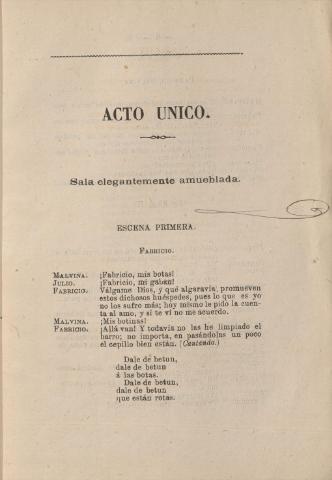 ACTO UNICO.
Sala elegantemente amueblada.
ESCENA PRIMERA.
FABRICIO.
MALVINA. ¡Fabricio, mis botas!
JULIO. ¡Fabricio, mi gaban!
FABRICIO. Válgame Dios, y qué algaravía, promueven
estos dichosos huéspedes, pues lo que es yo
no los sufro más; hoy mismo le pido la cuen-
ta al amo, y si te ví no me acuerdo.
MALVINA. ¡Mis botinas!
FABRICIO. ¡Allá van! Y todavía no las he limpiado el
barro; no importa, en pasándolas un poco
el cepillo bien están. (Cantando.)
Dale de betun,
dale de betun
á las botas.
Dale de betun,
dale de betun
que están rotas.